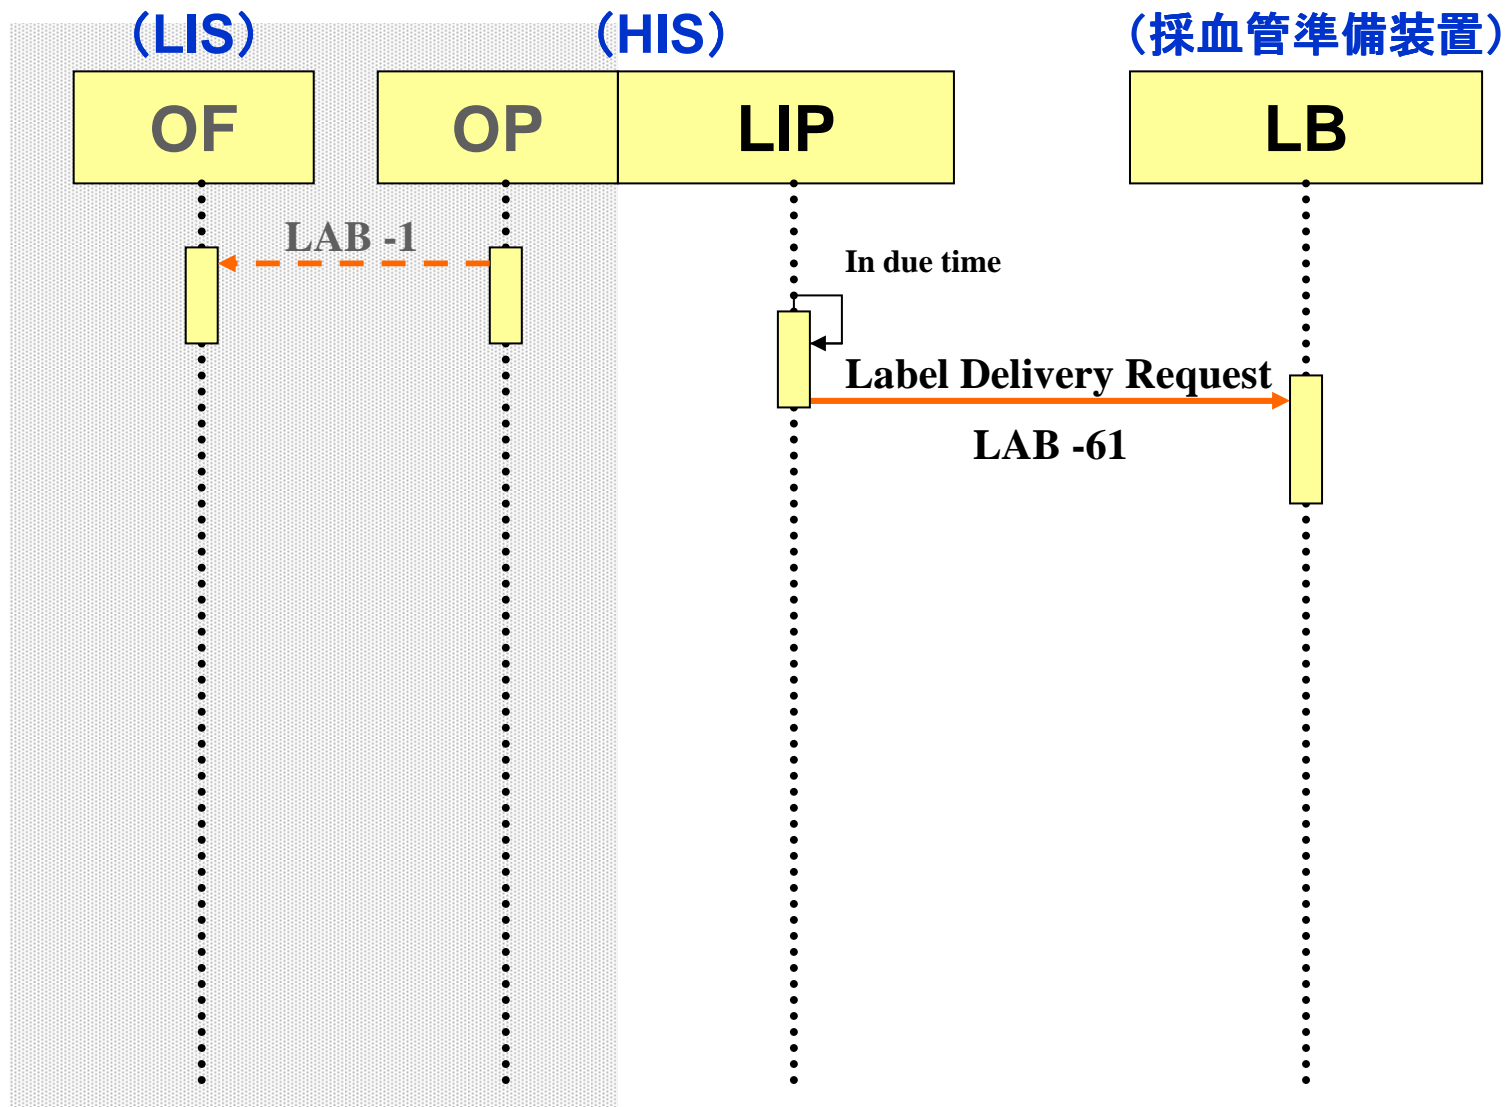 （LIS）
（HIS）
（採血管準備装置）
OF
OP
LIP
LB
LAB -1
In due time
Label Delivery Request
LAB -61